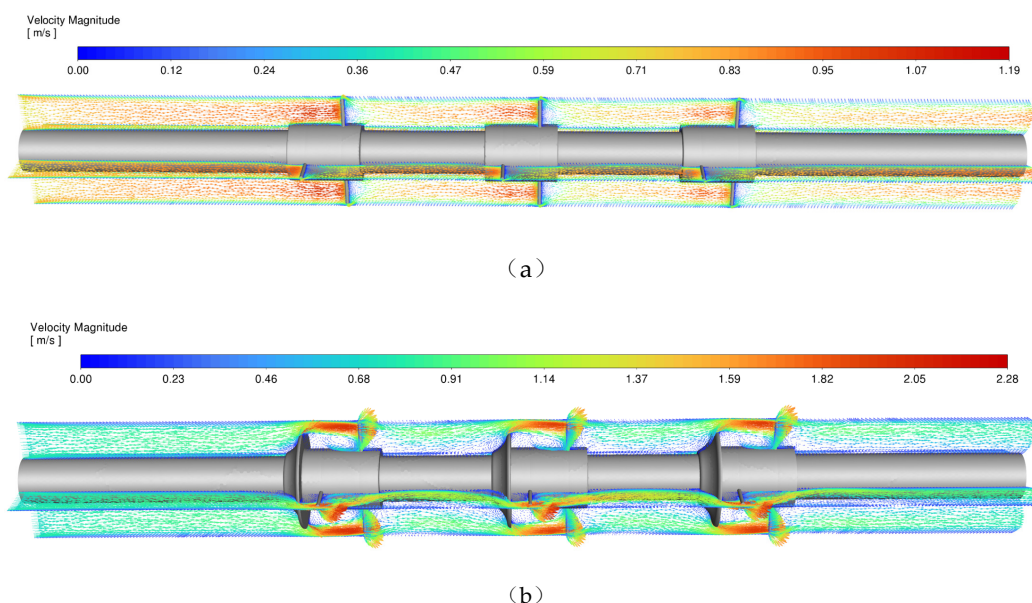 Velocity Magnitude
[ m/s ]
0.00 0.12 0.24 0.36 0.47 0.59 0.71 0.83 0.95 1.07 1.19
（a）
Velocity Magnitude
[ m/s ]
0.00 0.23 0.46 0.68 0.91 1.14 1.37 1.59 1.82 2.05 2.28
（b）